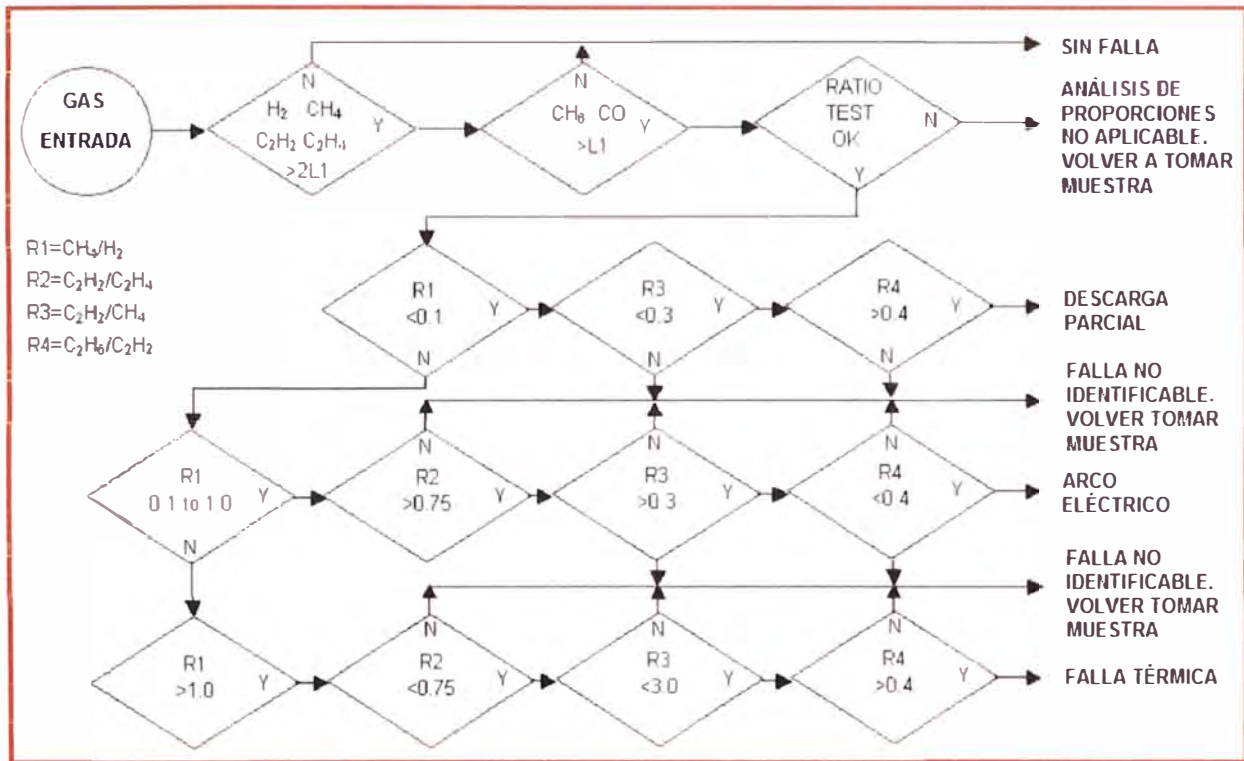 SIN FALLA
GAS
ENTRADA
N
H₂ CH₄
Y
C₂H₂ C₂H₄
>2L1
N
CH₆ CO
Y
>L1
RATIO
TEST
OK
N
Y
ANÁLISIS DE
PROPORCIONES
NO APLICABLE.
VOLVER A TOMAR
MUESTRA
R1=CH₄/H₂
R2=C₂H₂/C₂H₄
R3=C₂H₂/CH₄
R4=C₂H₆/C₂H₂
R1
<0.1
Y
N
R3
<0.3
Y
N
R4
>0.4
Y
N
DESCARGA
PARCIAL
FALLA NO
IDENTIFICABLE.
VOLVER TOMAR
MUESTRA
R1
0 1 to 1 0
Y
N
N
R2
>0.75
Y
N
R3
>0 3
Y
N
R4
<0.4
Y
ARCO
ELÉCTRICO
FALLA NO
IDENTIFICABLE.
VOLVER TOMAR
MUESTRA
R1
>1.0
Y
N
R2
<0.75
Y
N
R3
<3.0
Y
N
R4
>0.4
Y
FALLA TÉRMICA